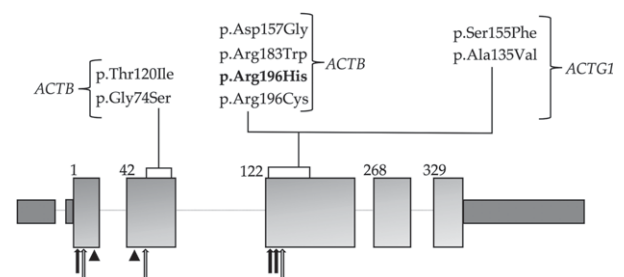 p.Asp157Gly
p.Arg183Trp
p.Arg196His
p.Arg196Cys
ACTB
p.Ser155Phe
p.Ala135Val
ACTG1
ACTB
p.Thr120Ile
p.Gly74Ser
1 42 122 268 329